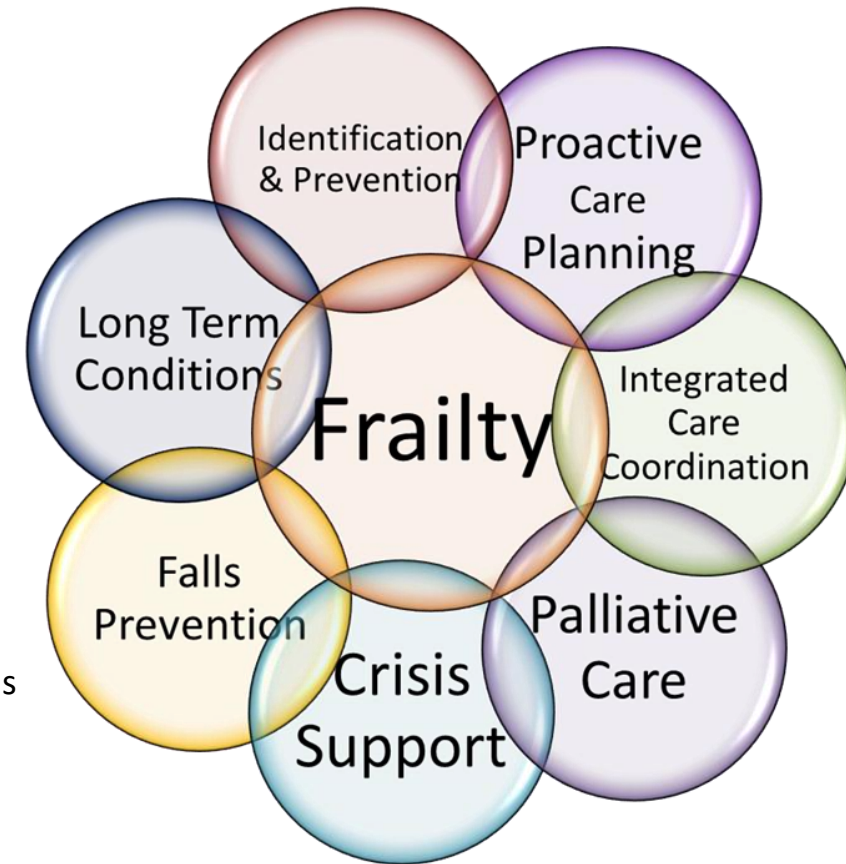 Identification
& Prevention
Proactive
Care
Planning
Integrated
Care
Coordination
Palliative
Care
Crisis
Support
Falls
Prevention
Long Term
Conditions
Frailty
s